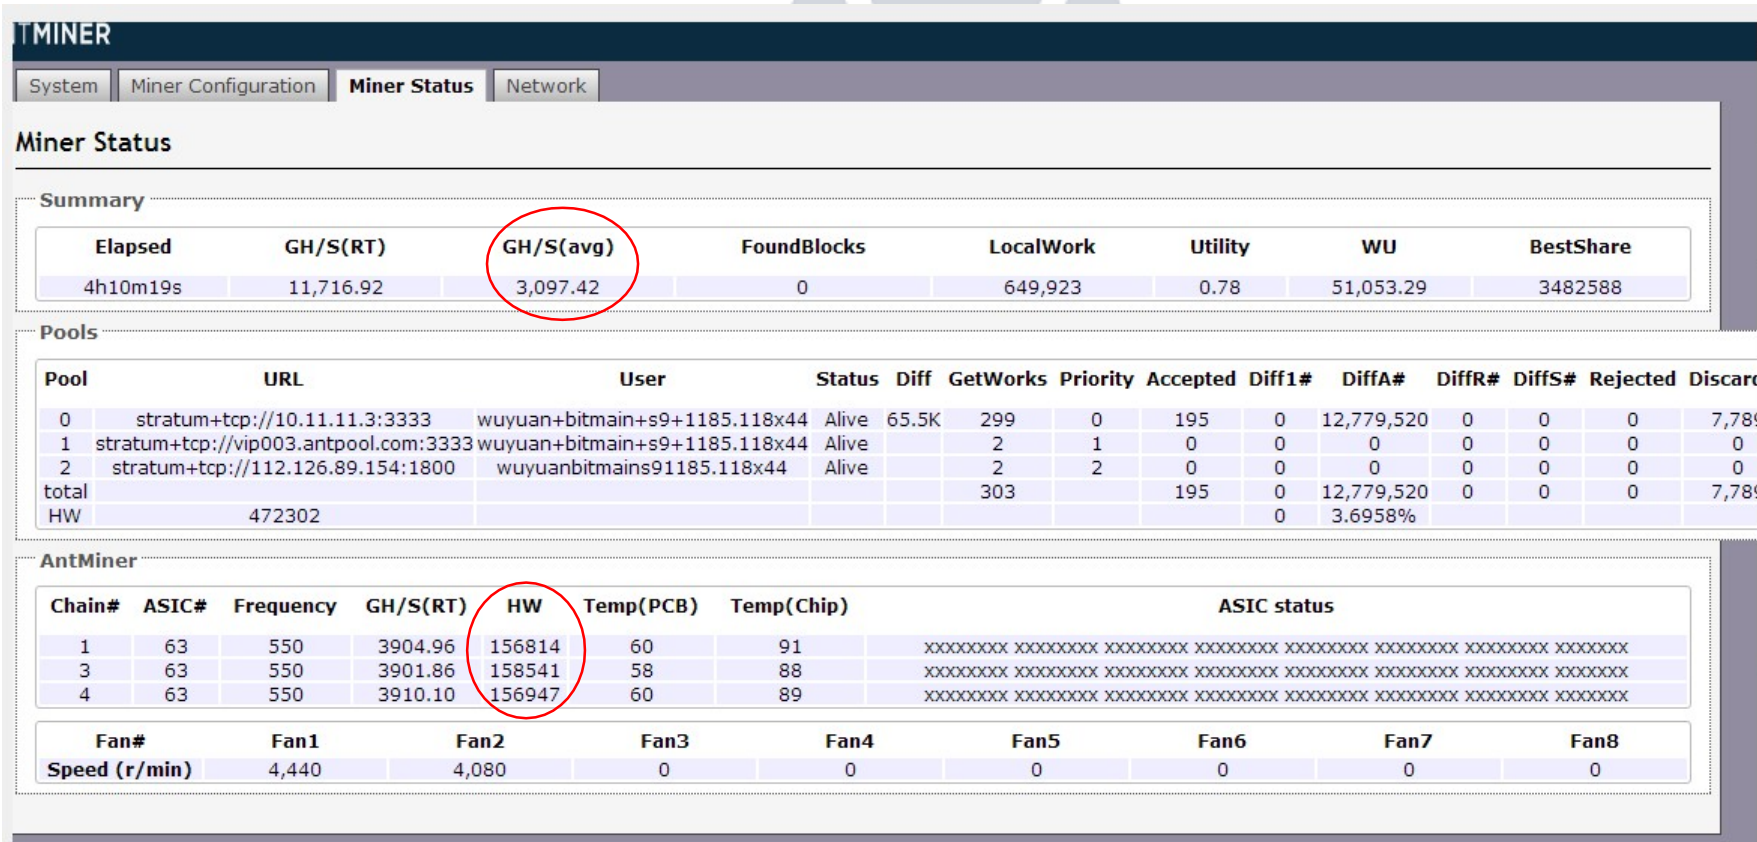 TMINER
System Miner Configuration Miner Status Network
Miner Status
Summary
Elapsed GH/S(RT) GH/S(avg) FoundBlocks LocalWork Utility WU BestShare
4h10m19s 11,716.92 3,097.42 0 649,923 0.78 51,053.29 3482588
Pools
Pool URL User Status Diff GetWorks Priority Accepted Diff1# DiffA# DiffR# DiffS# Rejected Discar
0 stratum+tcp://10.11.11.3:3333 wuyuan+bitmain+s9+1185.118x44 Alive 65.5K 299 0 195 0 12,779,520 0 0 0 7,789
1 stratum+tcp://vip003.antpool.com:3333 wuyuan+bitmain+s9+1185.118x44 Alive 2 1 0 0 0 0 0 0 0
2 stratum+tcp://112.126.89.154:1800 wuyuanbitmains91185.118x44 Alive 2 2 0 0 0 0 0 0 0
total 303 195 0 12,779,520 0 0 0 7,789
HW 472302 0 3.6958%
AntMiner
Chain# ASIC# Frequency GH/S(RT) HW Temp(PCB) Temp(Chip) ASIC status
1 63 550 3904.96 156814 60 91 xxxxxxxx xxxxxxxx xxxxxxxx xxxxxxxx xxxxxxxx xxxxxxxx xxxxxxxx xxxxxxx
3 63 550 3901.86 158541 58 88 xxxxxxxx xxxxxxxx xxxxxxxx xxxxxxxx xxxxxxxx xxxxxxxx xxxxxxxx xxxxxxx
4 63 550 3910.10 156947 60 89 xxxxxxxx xxxxxxxx xxxxxxxx xxxxxxxx xxxxxxxx xxxxxxxx xxxxxxxx xxxxxxx
Fan# Fan1 Fan2 Fan3 Fan4 Fan5 Fan6 Fan7 Fan8
Speed (r/min) 4,440 4,080 0 0 0 0 0 0